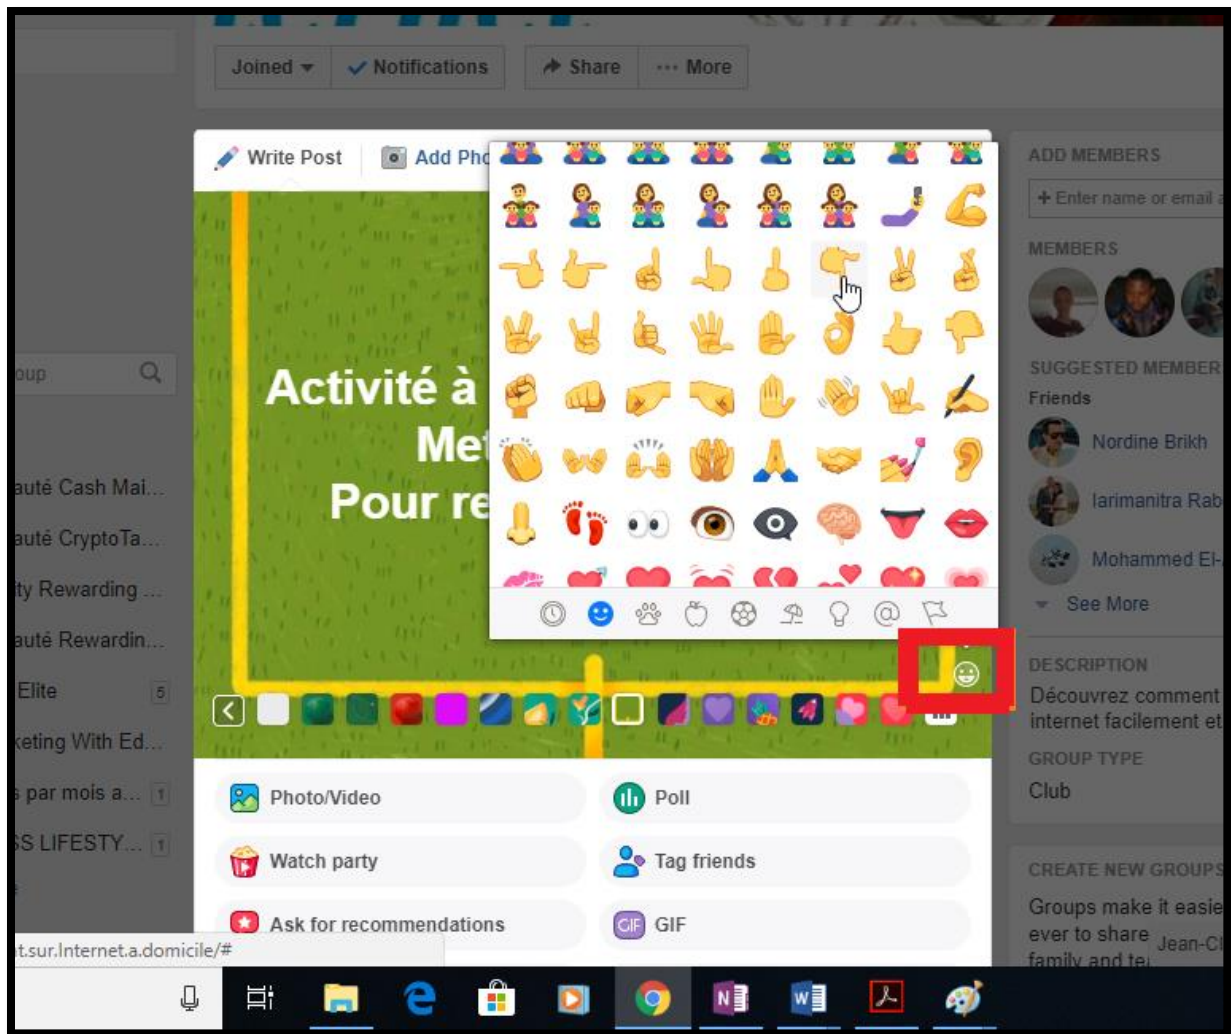 Joined
Notifications
Share
More
Write Post
Add Pho
Activité à
Met
Pour re
Photo/Video
Poll
Watch party
Tag friends
Ask for recommendations
GIF
oup
auté Cash Mai...
auté CryptoTa...
ity Rewarding ...
auté Rewardin...
Elite 5
keting With Ed...
s par mois a... 1
SS LIFESTY... 1
t.sur.Internet.a.domicile/#
ADD MEMBERS
+ Enter name or email a
MEMBERS
SUGGESTED MEMBER
Friends
Nordine Brikh
Iarimanitra Rab
Mohammed El-
See More
DESCRIPTION
Découvrez comment
internet facilement et
GROUP TYPE
Club
CREATE NEW GROUPS
Groups make it easie
ever to share
Jean-Cl
family and te